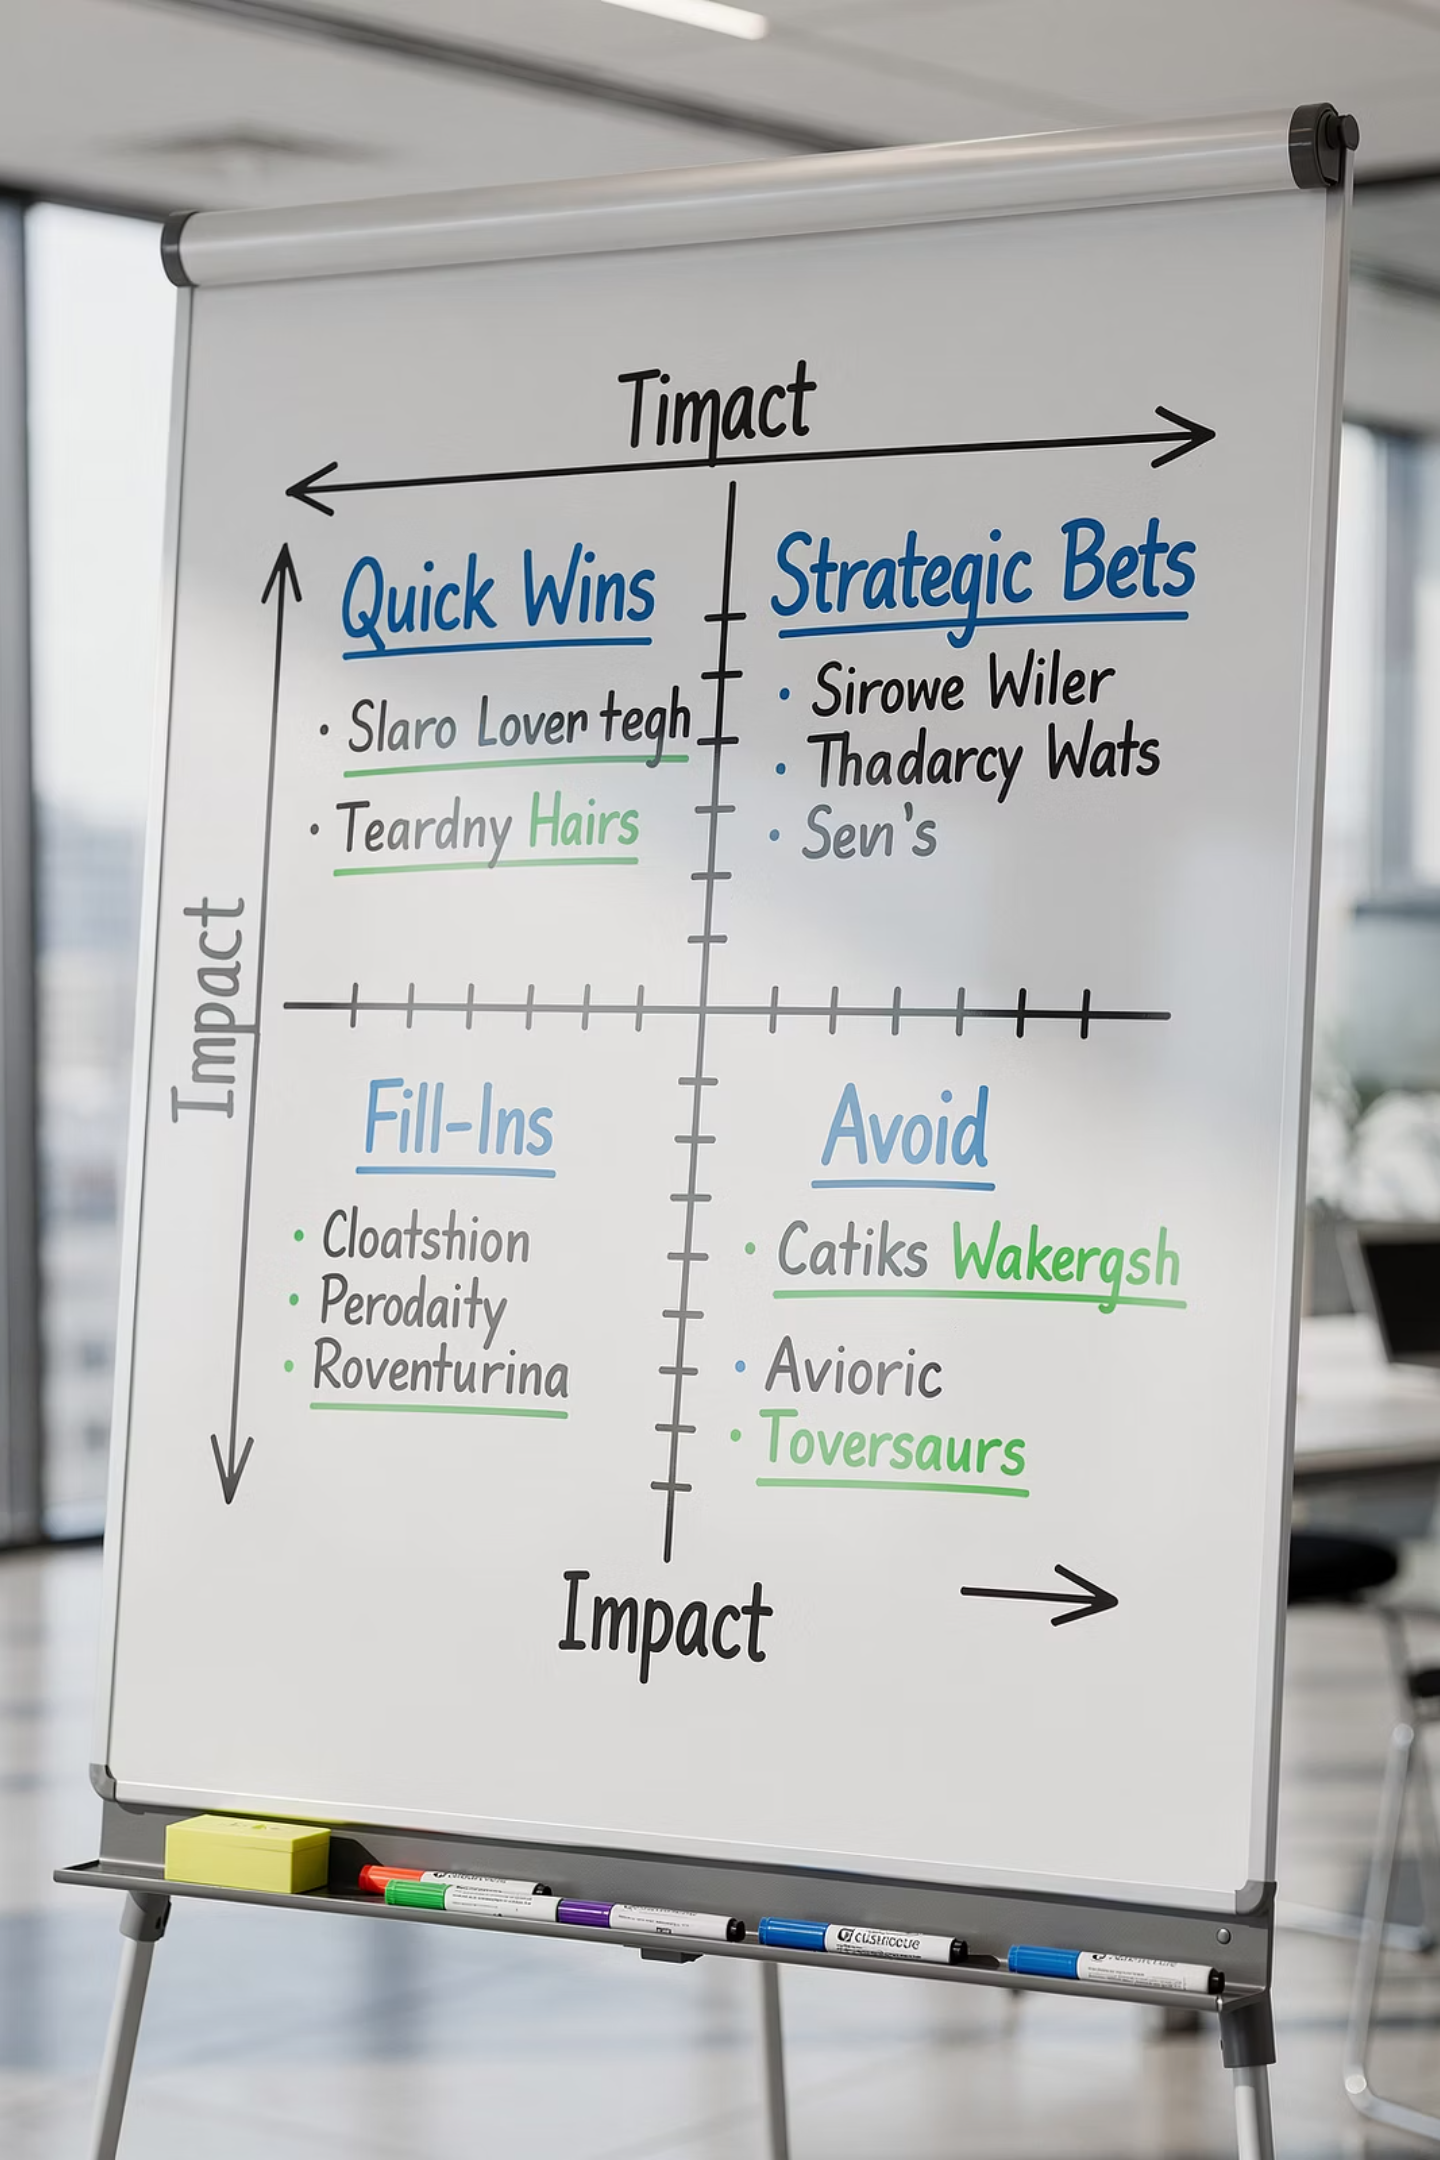 Timact
Quick Wins
Slaro Lover tegh
Teardny Hairs
Strategic Bets
Sirowe Wiler
Thadarcy Wats
Impact
Fill-Ins
Cloatshion
Perodaity
Roventurina
Avoid
Catiks Wakergsh
Avioric
Toversaurs
Impact